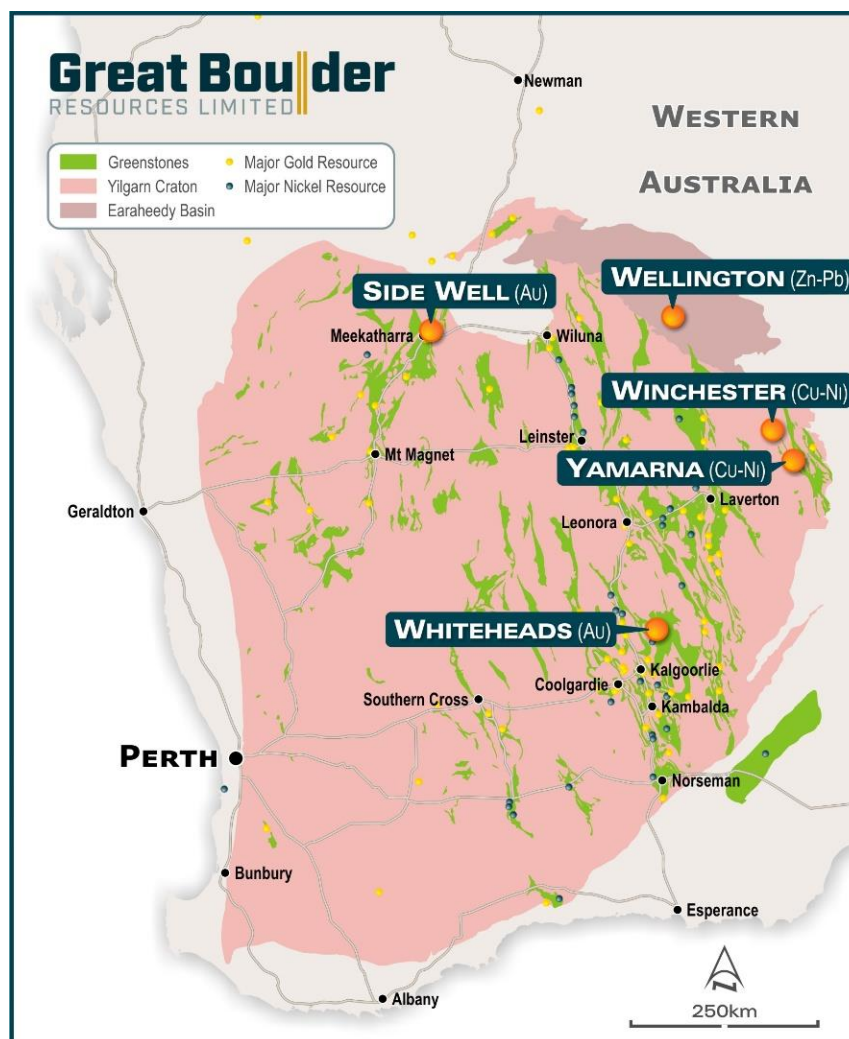 Great Boulder
RESOURCES LIMITED
Greenstones
Yilgarn Craton
Earaheedy Basin
Major Gold Resource
Major Nickel Resource
Newman
WESTERN
AUSTRALIA
WELLINGTON (Zn-Pb)
SIDE WELL (Au)
Meekatharra
Wiluna
WINCHESTER (Cu-Ni)
Leinster
Mt Magnet
YAMARNA (Cu-Ni)
Laverton
Geraldton
Leonora
WHITEHEADS (Au)
Kalgoorlie
Coolgardie
Southern Cross
Kambalda
PERTH
Norseman
Bunbury
Esperance
Albany
250km